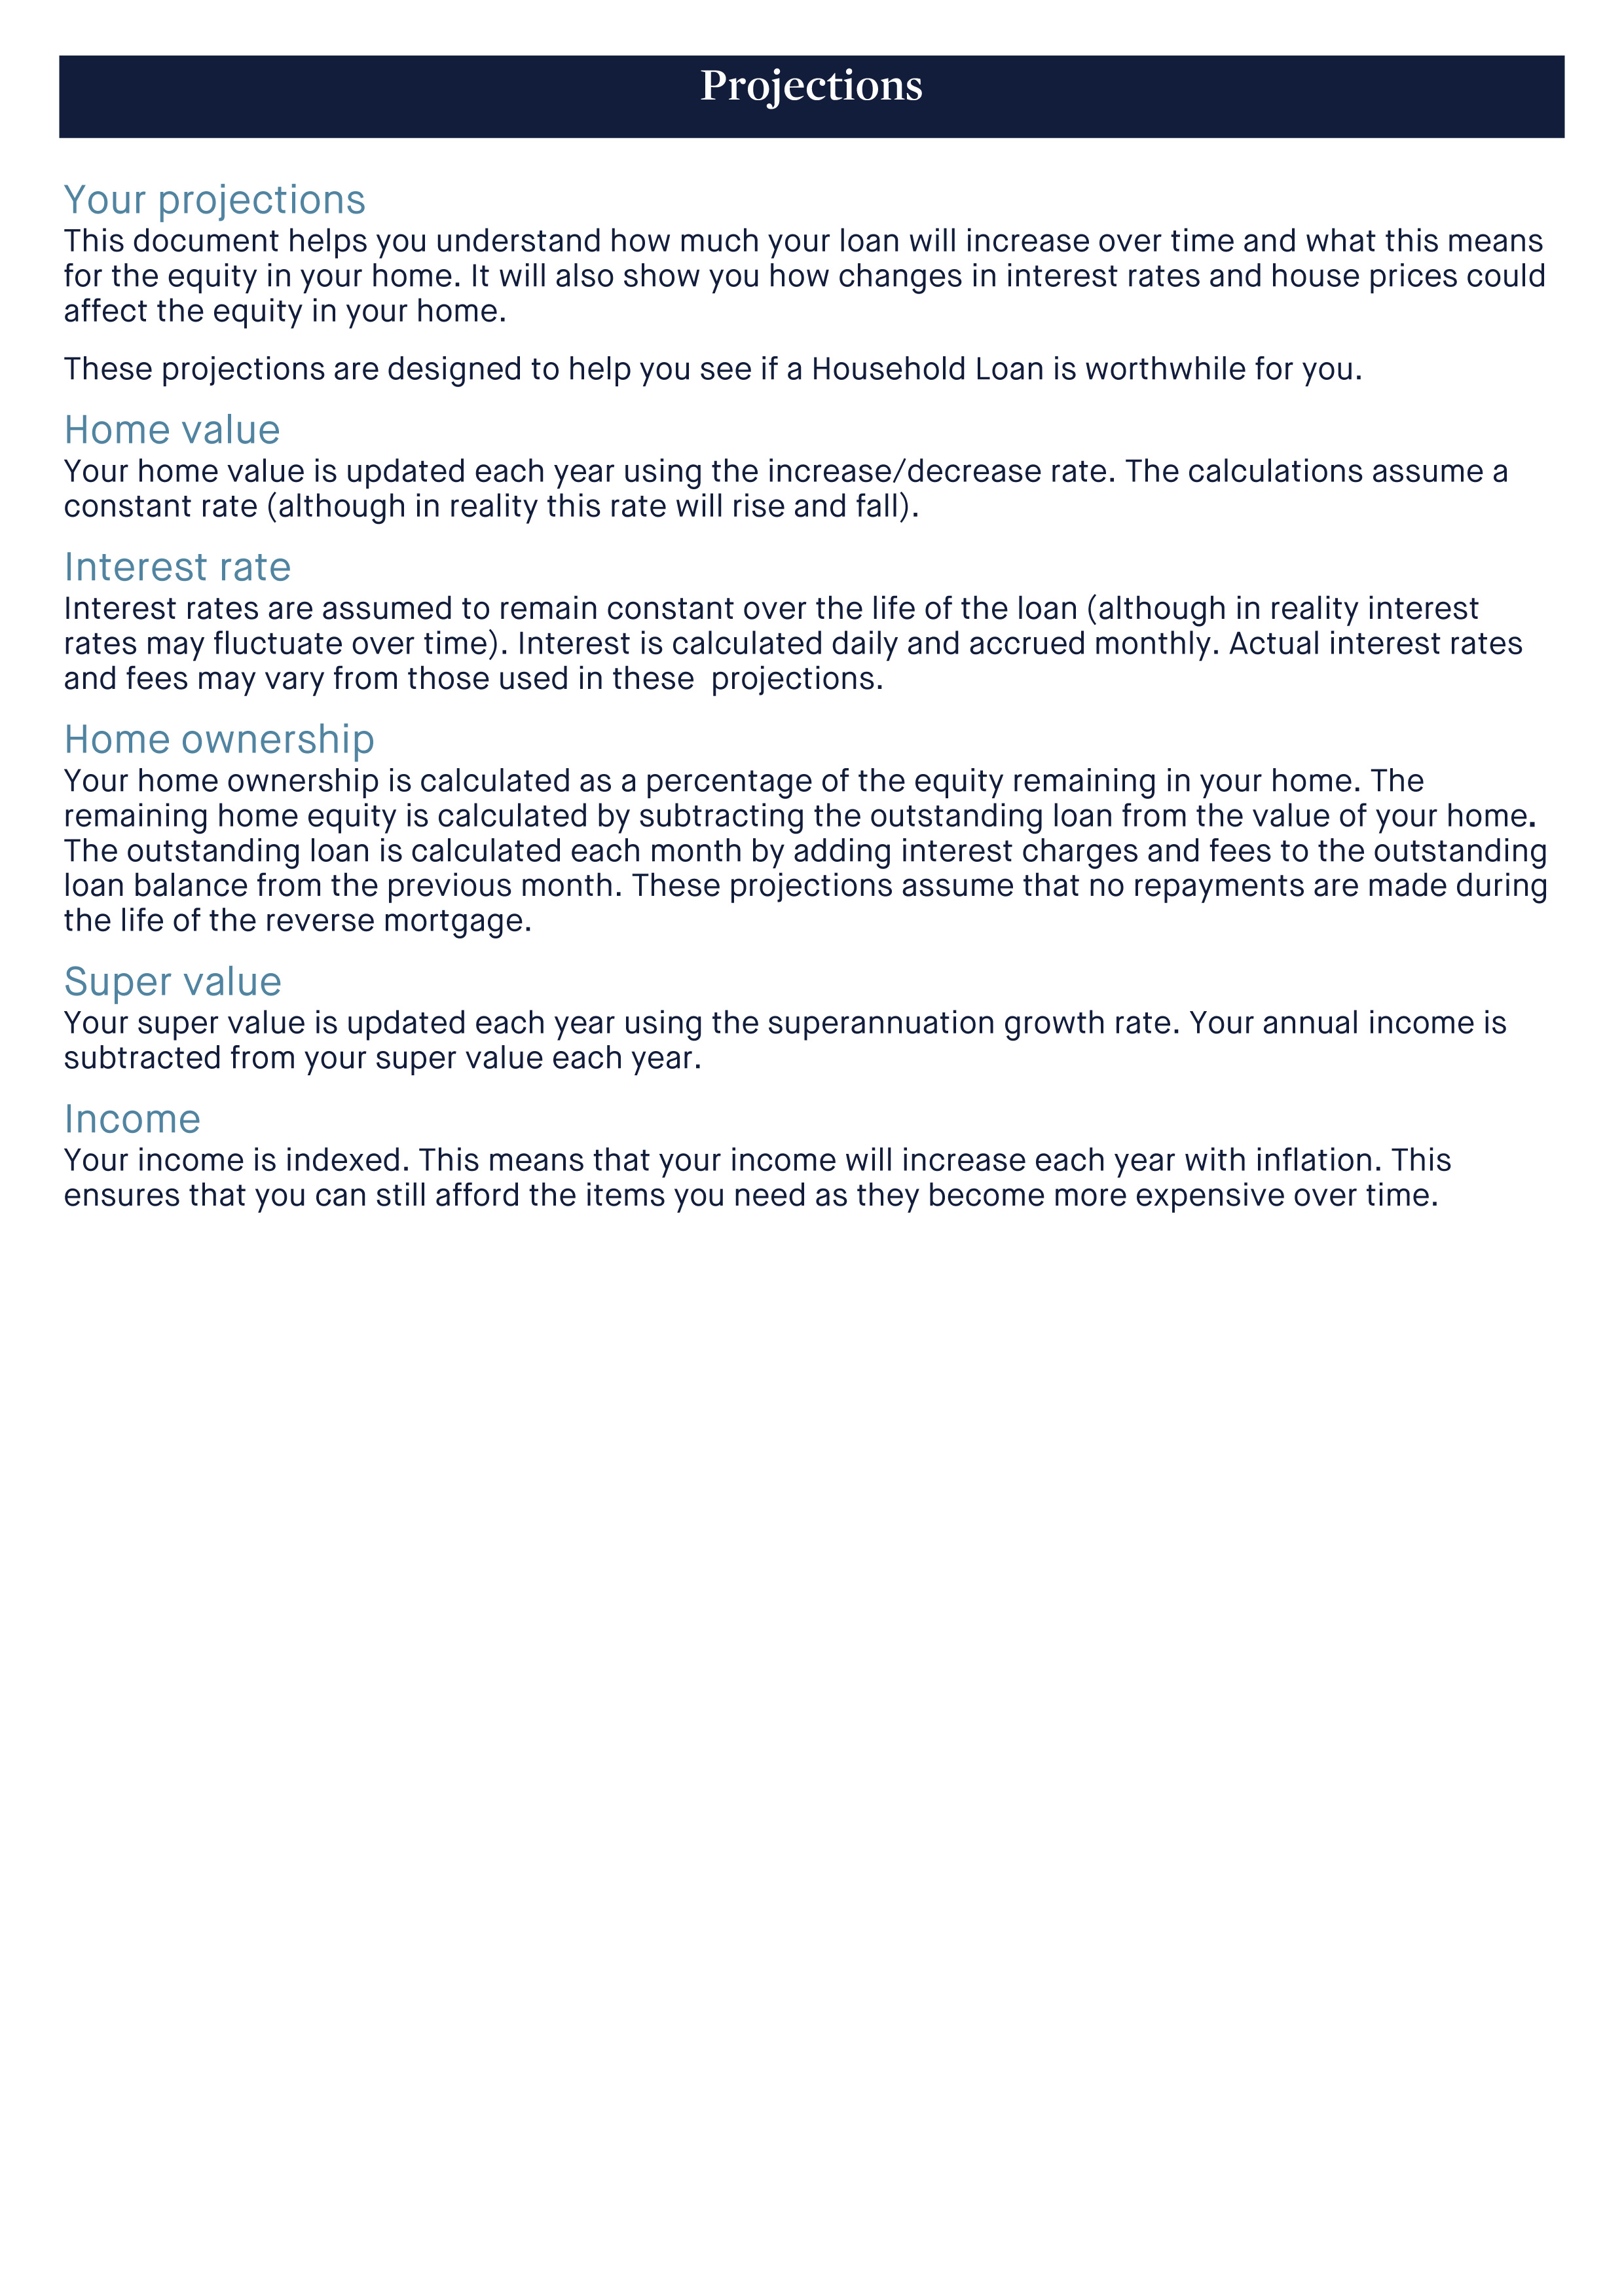 Projections
Your projections
This document helps you understand how much your loan will increase over time and what this means
for the equity in your home. It will also show you how changes in interest rates and house prices could
affect the equity in your home.
These projections are designed to help you see if a Household Loan is worthwhile for you.
Home value
Your home value is updated each year using the increase/decrease rate. The calculations assume a
constant rate (although in reality this rate will rise and fall).
Interest rate
Interest rates are assumed to remain constant over the life of the loan (although in reality interest
rates may fluctuate over time). Interest is calculated daily and accrued monthly. Actual interest rates
and fees may vary from those used in these  projections.
Home ownership
Your home ownership is calculated as a percentage of the equity remaining in your home. The
remaining home equity is calculated by subtracting the outstanding loan from the value of your home.
The outstanding loan is calculated each month by adding interest charges and fees to the outstanding
loan balance from the previous month. These projections assume that no repayments are made during
the life of the reverse mortgage.
Super value
Your super value is updated each year using the superannuation growth rate. Your annual income is
subtracted from your super value each year.
Income
Your income is indexed. This means that your income will increase each year with inflation. This
ensures that you can still afford the items you need as they become more expensive over time.